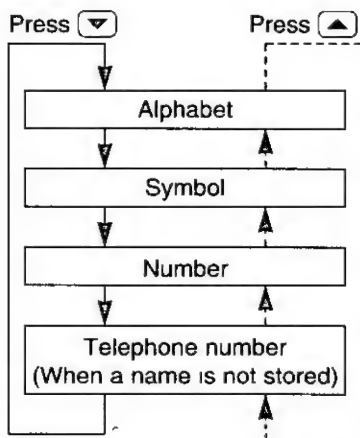 Press ▼ Press ▲
Alphabet
Symbol
Number
Telephone number
(When a name is not stored)